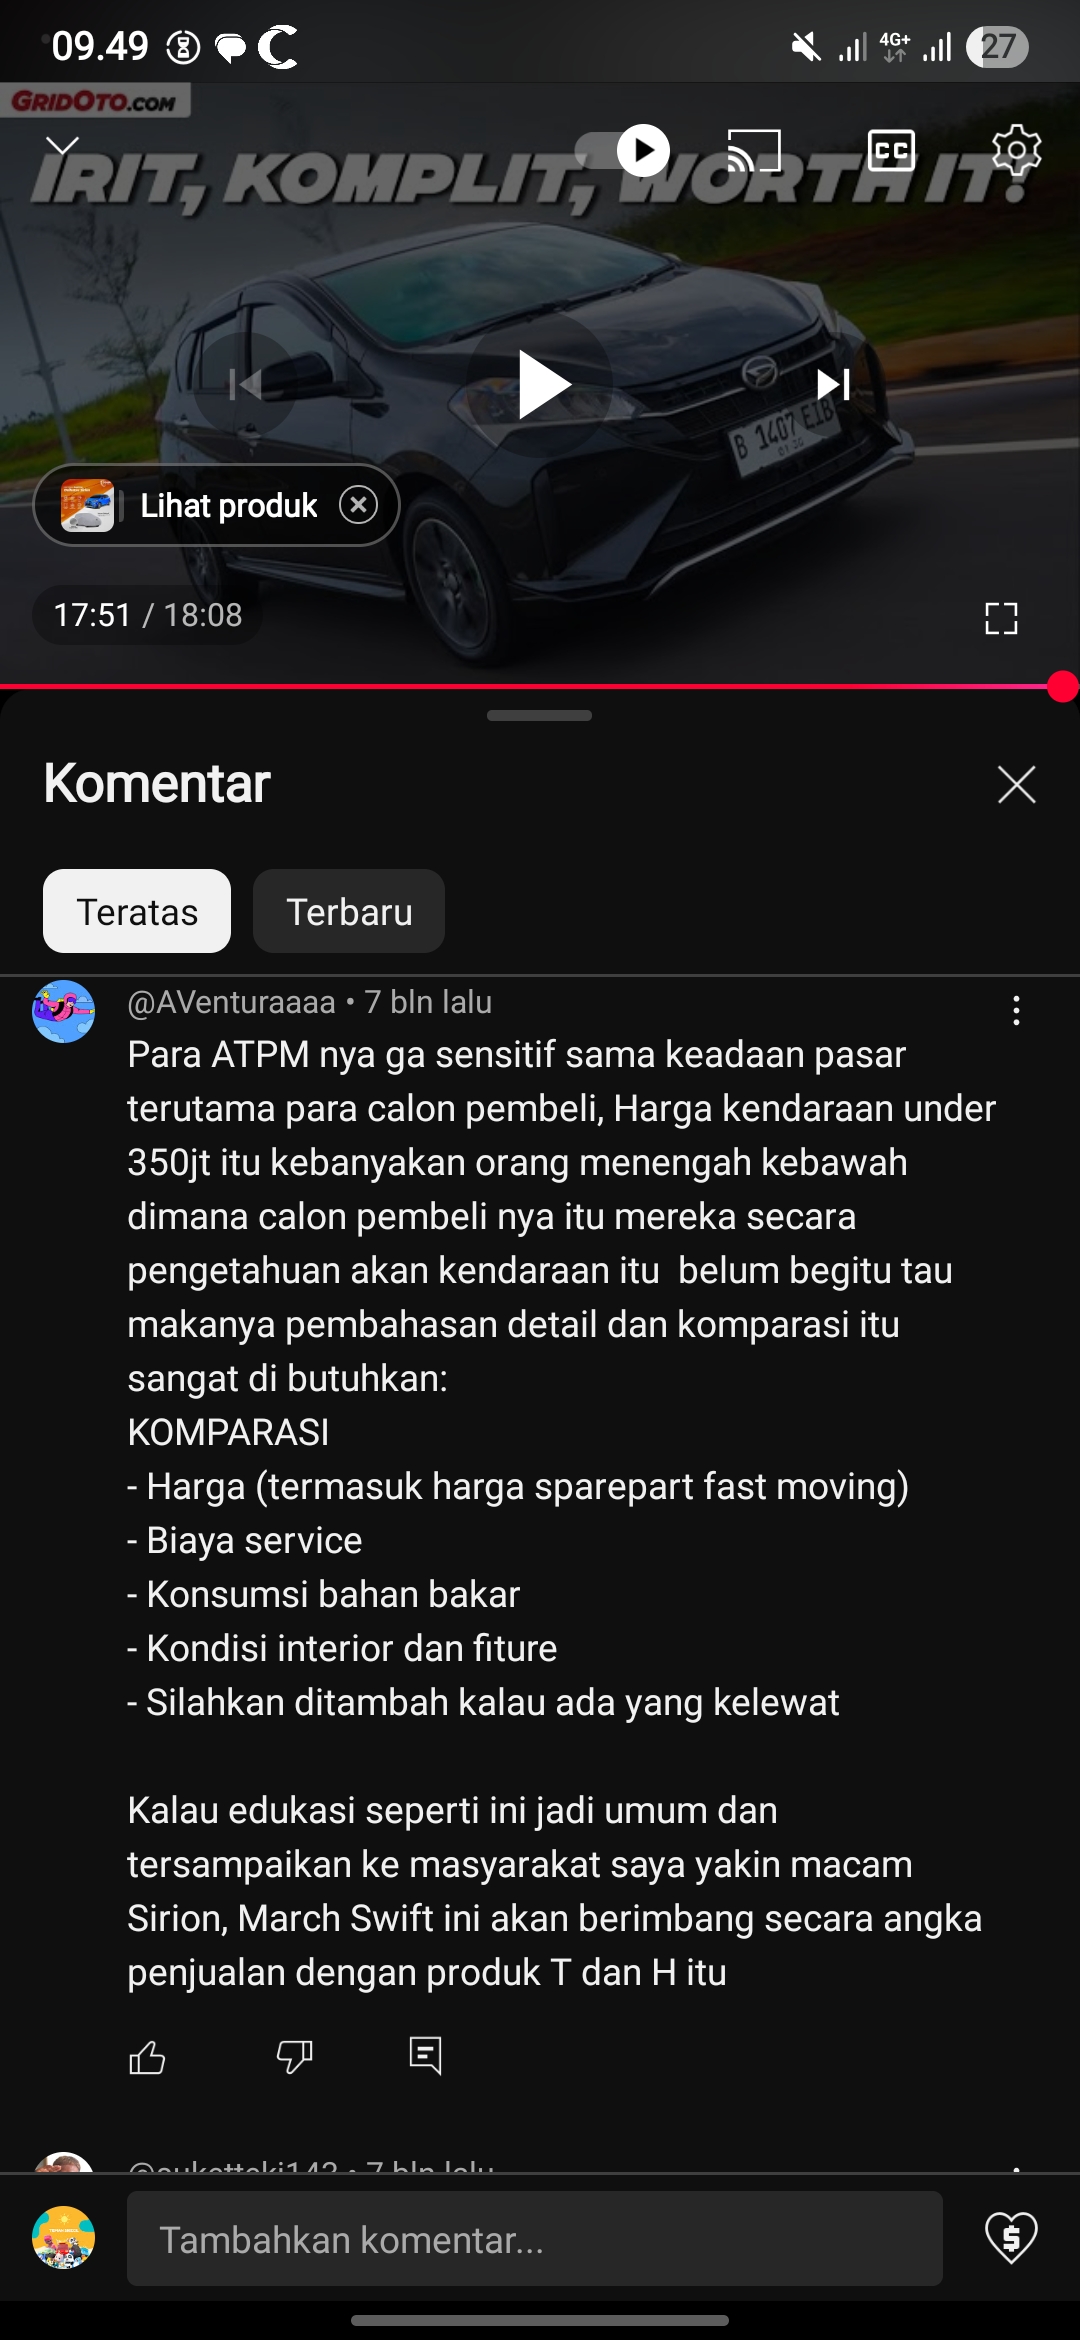 09.49
4G+
27
GRIDOTO.COM
IRIT, KOMPLIT, WORTH IT?
CC
B 1407 EIB
Lihat produk
17:51 / 18:08
Komentar
Teratas
Terbaru
@AVenturaaaa • 7 bln lalu
Para ATPM nya ga sensitif sama keadaan pasar
terutama para calon pembeli, Harga kendaraan under
350jt itu kebanyakan orang menengah kebawah
dimana calon pembeli nya itu mereka secara
pengetahuan akan kendaraan itu  belum begitu tau
makanya pembahasan detail dan komparasi itu
sangat di butuhkan:
KOMPARASI
- Harga (termasuk harga sparepart fast moving)
- Biaya service
- Konsumsi bahan bakar
- Kondisi interior dan fiture
- Silahkan ditambah kalau ada yang kelewat
Kalau edukasi seperti ini jadi umum dan
tersampaikan ke masyarakat saya yakin macam
Sirion, March Swift ini akan berimbang secara angka
penjualan dengan produk T dan H itu
7 bln lalu
Tambahkan komentar...